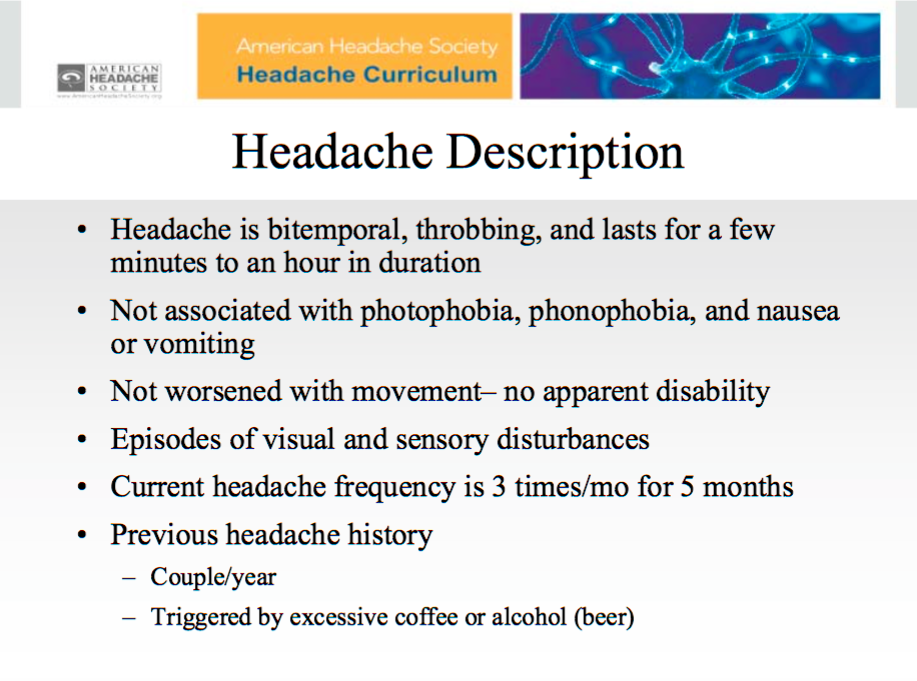 AMERICAN
HEADACHE
SOCIETY
www.AmericanHeadacheSociety.org
American Headache Society
Headache Curriculum
Headache Description
• Headache is bitemporal, throbbing, and lasts for a few
minutes to an hour in duration
• Not associated with photophobia, phonophobia, and nausea
or vomiting
• Not worsened with movement– no apparent disability
• Episodes of visual and sensory disturbances
• Current headache frequency is 3 times/mo for 5 months
• Previous headache history
– Couple/year
– Triggered by excessive coffee or alcohol (beer)